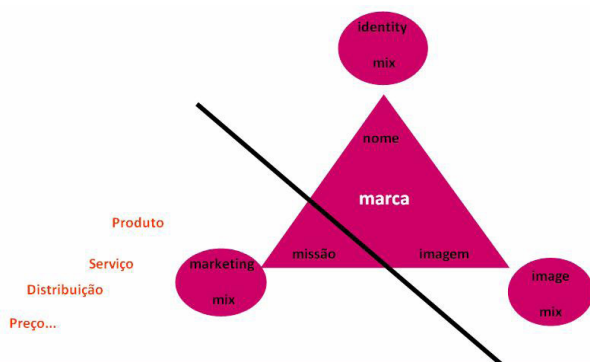 identity
mix
nome
marca
Produto
missão
imagem
Serviço
marketing
mix
Distribuição
image
mix
Preço...